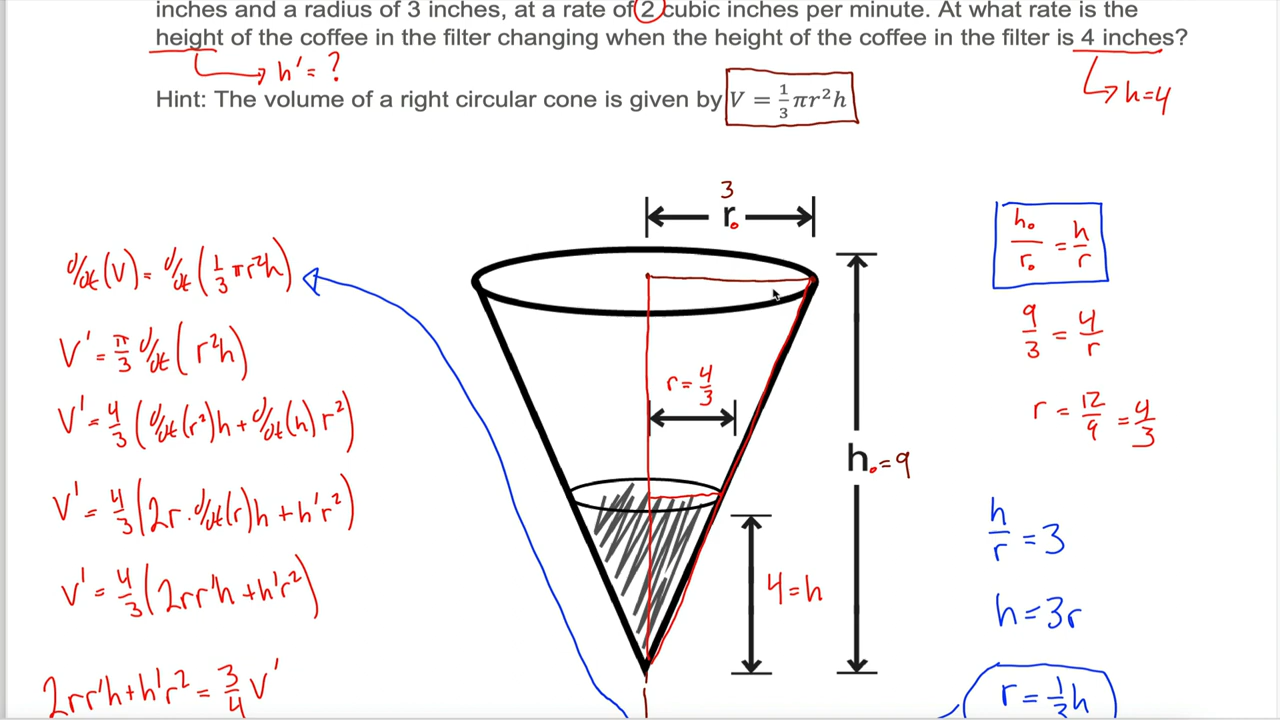 inches and a radius of 3 inches, at a rate of 2 cubic inches per minute. At what rate is the
height of the coffee in the filter changing when the height of the coffee in the filter is 4 inches?
h' = ?
h=4
Hint: The volume of a right circular cone is given by V = 1/3 πr²h
3
r₀
d/dt(V) = d/dt(1/3 πr²h)
V' = π/3 d/dt(r²h)
V' = 4/3(d/dt(r²)h + d/dt(h)r²)
V' = 4/3(2r · d/dt(r)h + h'r²)
V' = 4/3(2rr'h + h'r²)
2rr'h + h'r² = 3/4 V'
r = 4/3
h₀ = 9
4 = h
h₀/r₀ = h/r
9/3 = 4/r
r = 12/9 = 4/3
h/r = 3
h = 3r
r = 1/3 h